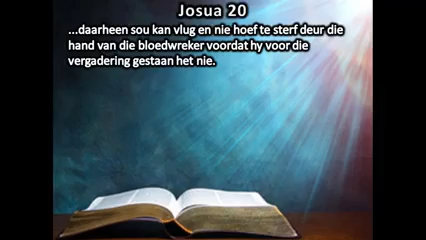 Josua 20
...daarheen sou kan vlug en nie hoef te sterf deur die
hand van die bloedwreker voordat hy voor die
vergadering gestaan het nie.